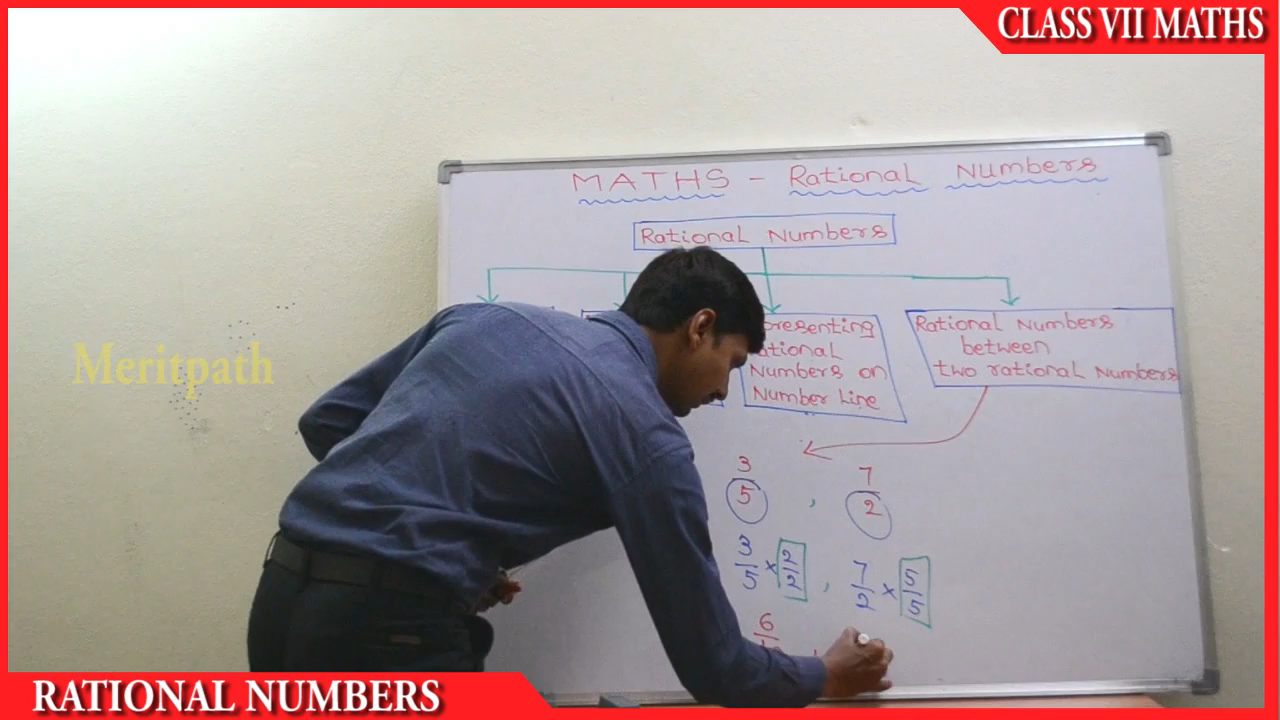 CLASS VII MATHS
MATHS - Rational Numbers
Rational Numbers
presenting
ational
Numbers on
Number Line
Rational Numbers
between
two rational Numbers
Meritpath
3/5 , 7/2
3/5 × 2/2 , 7/2 × 5/5
6
RATIONAL NUMBERS